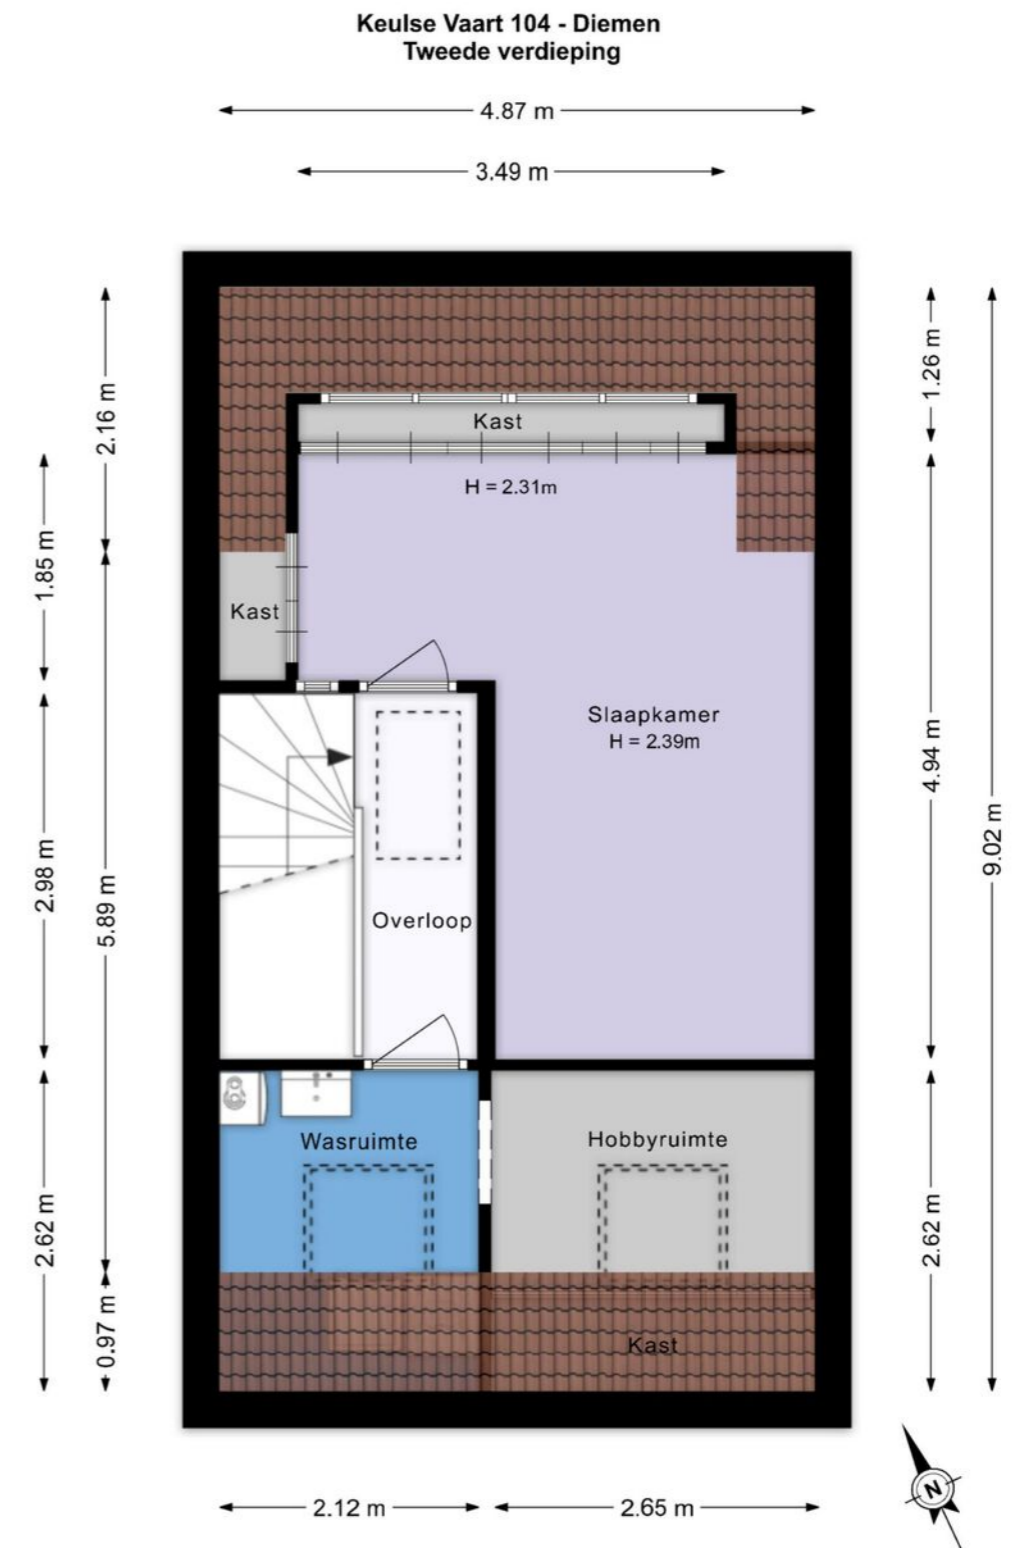 Keulse Vaart 104 - Diemen
Tweede verdieping
4.87 m
3.49 m
2.16 m
1.26 m
Kast
H = 2.31m
1.85 m
Kast
Slaapkamer
H = 2.39m
4.94 m
9.02 m
2.98 m
5.89 m
Overloop
Wasruimte
Hobbyruimte
2.62 m
2.62 m
0.97 m
Kast
N
2.12 m
2.65 m